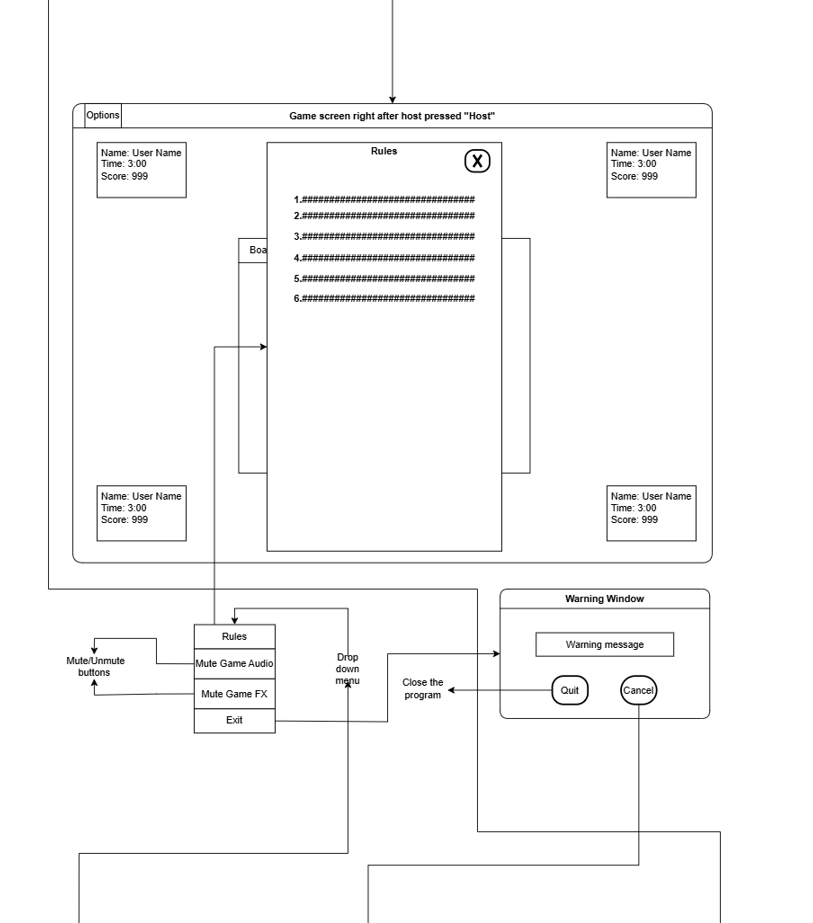 Options
Game screen right after host pressed "Host"
Name: User Name
Time: 3:00
Score: 999
Rules
X
Name: User Name
Time: 3:00
Score: 999
1.################################
2.################################
3.################################
4.################################
5.################################
6.################################
Boa
Name: User Name
Time: 3:00
Score: 999
Name: User Name
Time: 3:00
Score: 999
Warning Window
Rules
Mute Game Audio
Mute Game FX
Exit
Mute/Unmute
buttons
Drop
down
menu
Close the
program
Warning message
Quit
Cancel